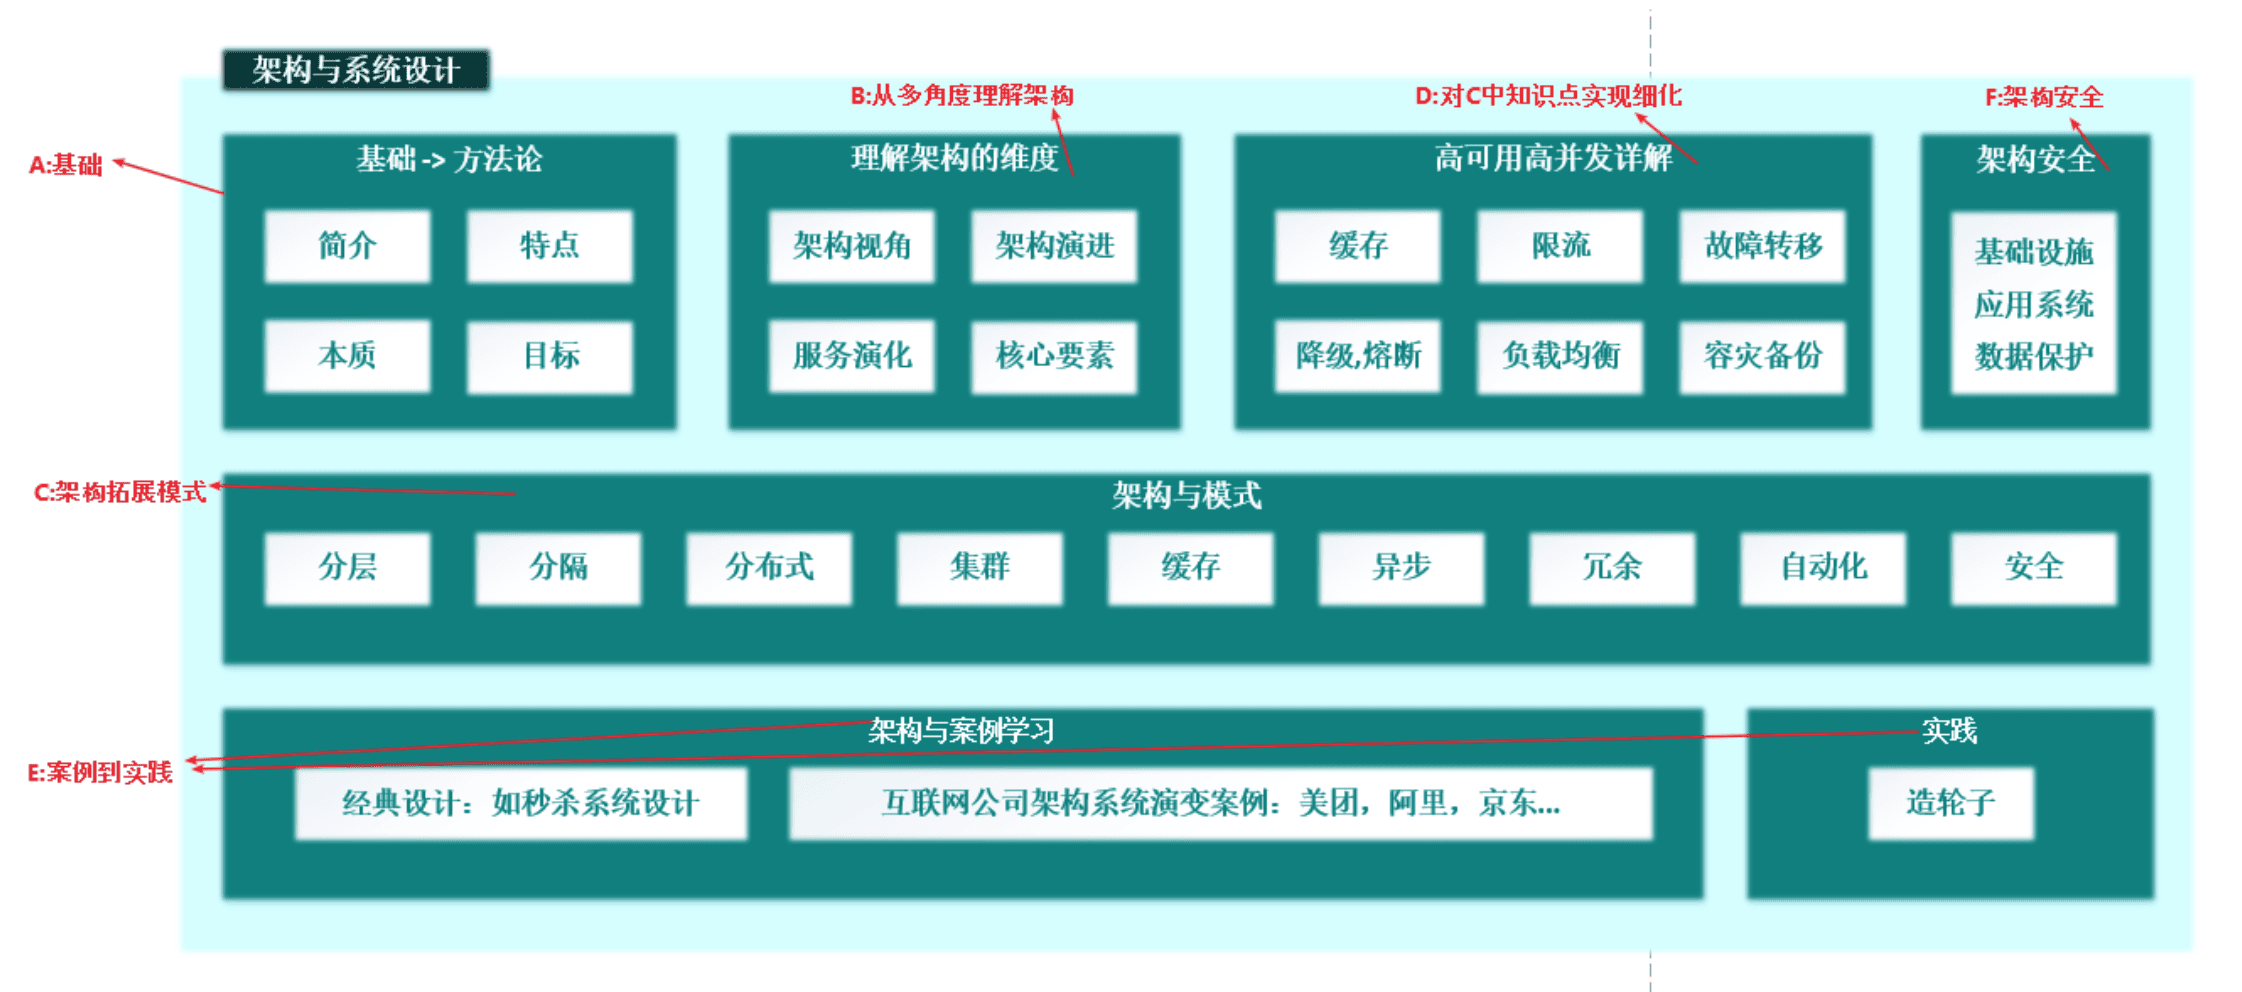 架构与系统设计
B:从多角度理解架构
D:对C中知识点实现细化
F:架构安全
A:基础
基础 -> 方法论
简介
特点
本质
目标
理解架构的维度
架构视角
架构演进
服务演化
核心要素
高可用高并发详解
缓存
限流
故障转移
降级,熔断
负载均衡
容灾备份
架构安全
基础设施
应用系统
数据保护
C:架构拓展模式
架构与模式
分层
分隔
分布式
集群
缓存
异步
冗余
自动化
安全
E:案例到实践
架构与案例学习
经典设计：如秒杀系统设计
互联网公司架构系统演变案例：美团，阿里，京东...
实践
造轮子